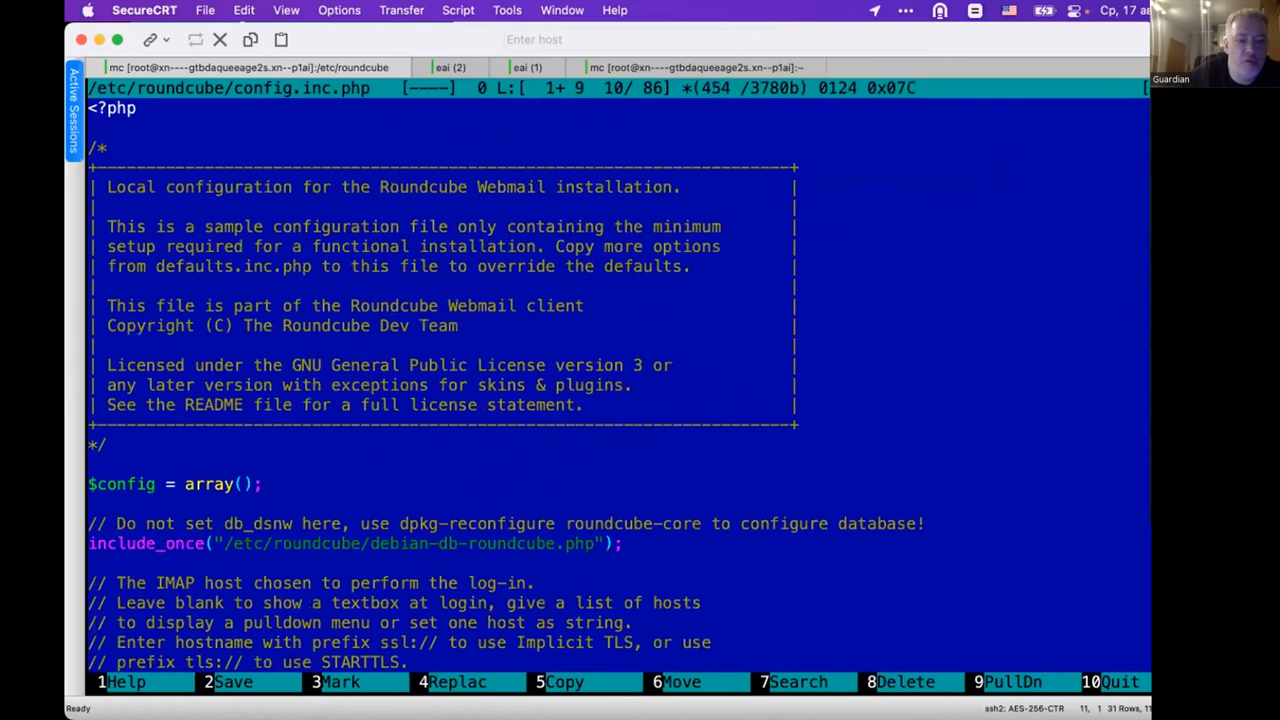 SecureCRT File Edit View Options Transfer Script Tools Window Help Ср, 17 ав
Enter host
Guardian
mc [root@xn----gtbdaqueeage2s.xn--p1ai]:/etc/roundcube eai (2) eai (1) mc [root@xn----gtbdaqueeage2s.xn--p1ai]:~
Active Sessions
/etc/roundcube/config.inc.php [----] 0 L:[ 1+ 9 10/ 86] *(454 /3780b) 0124 0x07C [
<?php
/*
+-----------------------------------------------------------------------+
| Local configuration for the Roundcube Webmail installation. |
| |
| This is a sample configuration file only containing the minimum |
| setup required for a functional installation. Copy more options |
| from defaults.inc.php to this file to override the defaults. |
| |
| This file is part of the Roundcube Webmail client |
| Copyright (C) The Roundcube Dev Team |
| |
| Licensed under the GNU General Public License version 3 or |
| any later version with exceptions for skins & plugins. |
| See the README file for a full license statement. |
+-----------------------------------------------------------------------+
*/
$config = array();
// Do not set db_dsnw here, use dpkg-reconfigure roundcube-core to configure database!
include_once("/etc/roundcube/debian-db-roundcube.php");
// The IMAP host chosen to perform the log-in.
// Leave blank to show a textbox at login, give a list of hosts
// to display a pulldown menu or set one host as string.
// Enter hostname with prefix ssl:// to use Implicit TLS, or use
// prefix tls:// to use STARTTLS.
1Help 2Save 3Mark 4Replac 5Copy 6Move 7Search 8Delete 9PullDn 10Quit
Ready ssh2: AES-256-CTR 11, 1 31 Rows, 11